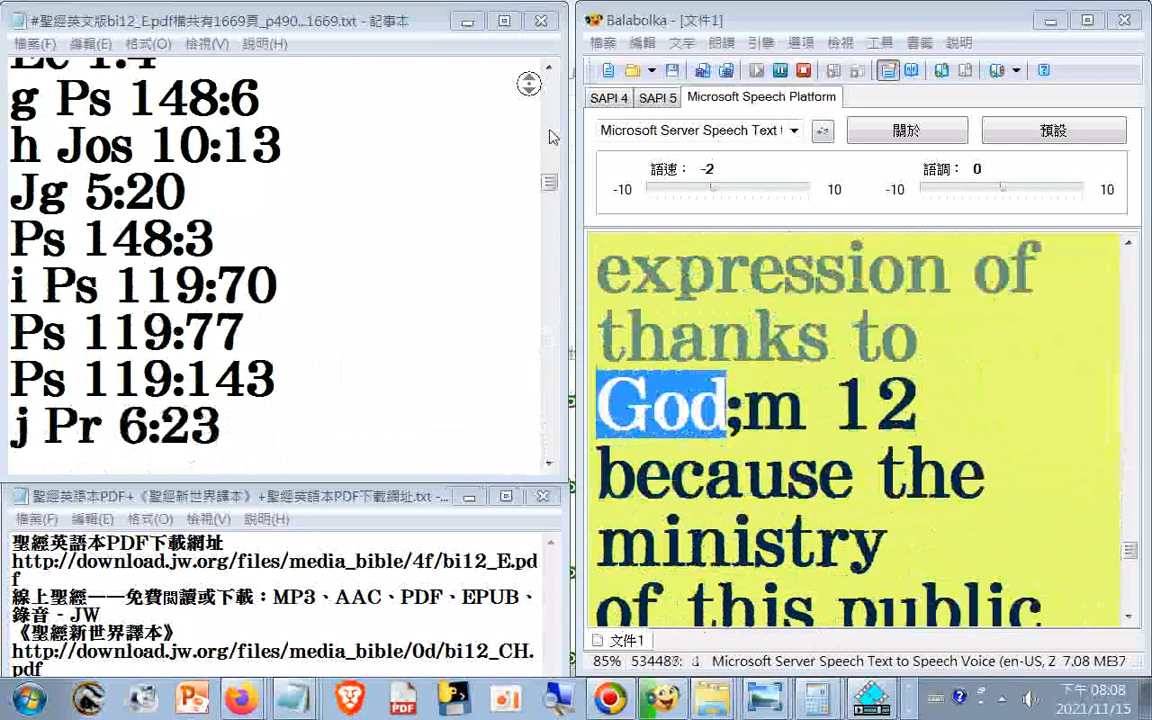 #聖經英文版bi12_E.pdf橫共有1669頁_p490...1669.txt - 記事本
檔案(F) 編輯(E) 格式(O) 檢視(V) 說明(H)
Ec 1:4
g Ps 148:6
h Jos 10:13
Jg 5:20
Ps 148:3
i Ps 119:70
Ps 119:77
Ps 119:143
j Pr 6:23
聖經英語本PDF+《聖經新世界譯本》+聖經英語本PDF下載網址.txt -...
檔案(F) 編輯(E) 格式(O) 檢視(V) 說明(H)
聖經英語本PDF下載網址
http://download.jw.org/files/media_bible/4f/bi12_E.pd
f
線上聖經——免費閱讀或下載：MP3、AAC、PDF、EPUB、
錄音 - JW
《聖經新世界譯本》
http://download.jw.org/files/media_bible/0d/bi12_CH.
pdf
Balabolka - [文件1]
檔案 編輯 文字 朗讀 引擎 選項 檢視 工具 書籤 說明
SAPI 4 SAPI 5 Microsoft Speech Platform
Microsoft Server Speech Text 關於 預設
語速： -2 語調： 0
-10 10 -10 10
expression of
thanks to
God;m 12
because the
ministry
of this public
文件1
85% Microsoft Server Speech Text to Speech Voice (en-US, Z 7.08 MB
PDF
下午 08:08
2021/11/15